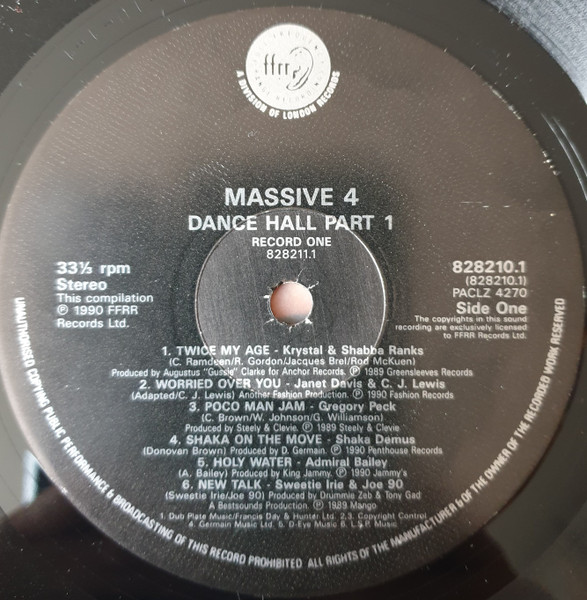 ffrr
A DIVISION OF LONDON RECORDS
MASSIVE 4
DANCE HALL PART 1
RECORD ONE
828211.1
33⅓ rpm
Stereo
This compilation
Ⓟ 1990 FFRR
Records Ltd.
828210.1
(828210.1)
PACLZ 4270
Side One
The copyrights in this sound
recording are exclusively licensed
to FFRR Records Ltd.
1. TWICE MY AGE - Krystal & Shabba Ranks
(C. Ramdeen/R. Gordon/Jacques Brel/Rod McKuen)
Produced by Augustus "Gussie" Clarke for Anchor Records. Ⓟ 1989 Greensleeves Records
2. WORRIED OVER YOU - Janet Davis & C. J. Lewis
(Adapted/C. J. Lewis) Another Fashion Production. Ⓟ 1990 Fashion Records
3. POCO MAN JAM - Gregory Peck
(C. Brown/W. Johnson/G. Williamson)
Produced by Steely & Clevie. Ⓟ 1989 Steely & Clevie
4. SHAKA ON THE MOVE - Shaka Demus
(Donovan Brown) Produced by D. Germain. Ⓟ 1990 Penthouse Records
5. HOLY WATER - Admiral Bailey
(A. Bailey) Produced by King Jammy. Ⓟ 1990 Jammy's
6. NEW TALK - Sweetie Irie & Joe 90
(Sweetie Irie/Joe 90) Produced by Drummie Zeb & Tony Gad
A Beatsounds Production. Ⓟ 1989 Mango
1. Dub Plate Music/Francis Day & Hunter Ltd. 2.3. Copyright Control
4. Germain Music Ltd. 5. D-Eye Music 6. L.S.P. Music
UNAUTHORISED COPYING PUBLIC PERFORMANCE & BROADCASTING OF THIS RECORD PROHIBITED ALL RIGHTS OF THE MANUFACTURER & OF THE OWNER OF THE RECORDED WORK RESERVED